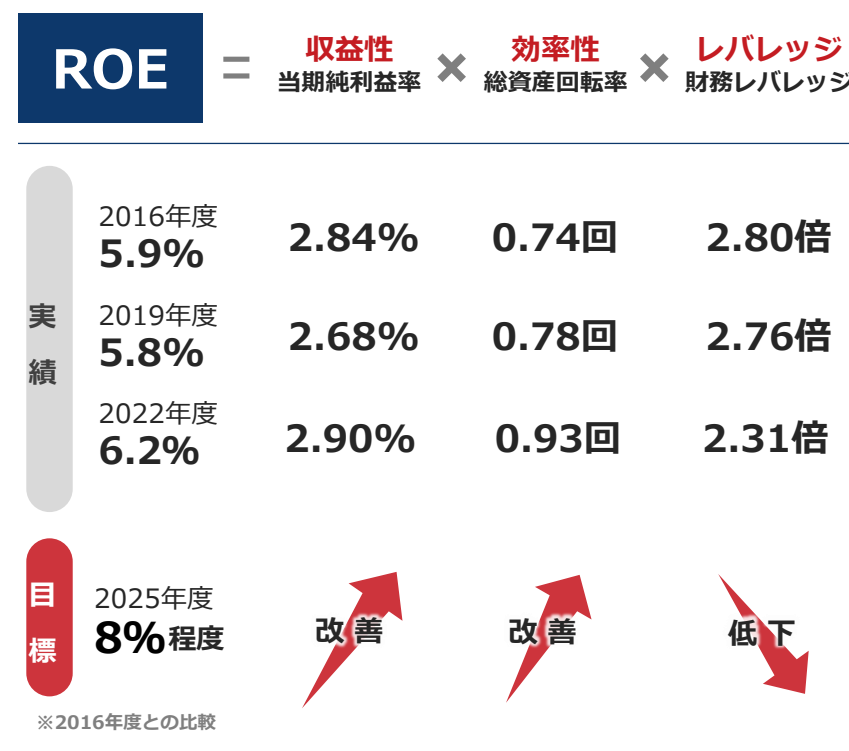 ROE = 収益性 × 効率性 × レバレッジ
当期純利益率 総資産回転率 財務レバレッジ
実績
2016年度
5.9% 2.84% 0.74回 2.80倍
2019年度
5.8% 2.68% 0.78回 2.76倍
2022年度
6.2% 2.90% 0.93回 2.31倍
目標
2025年度
8%程度 改善 改善 低下
※2016年度との比較